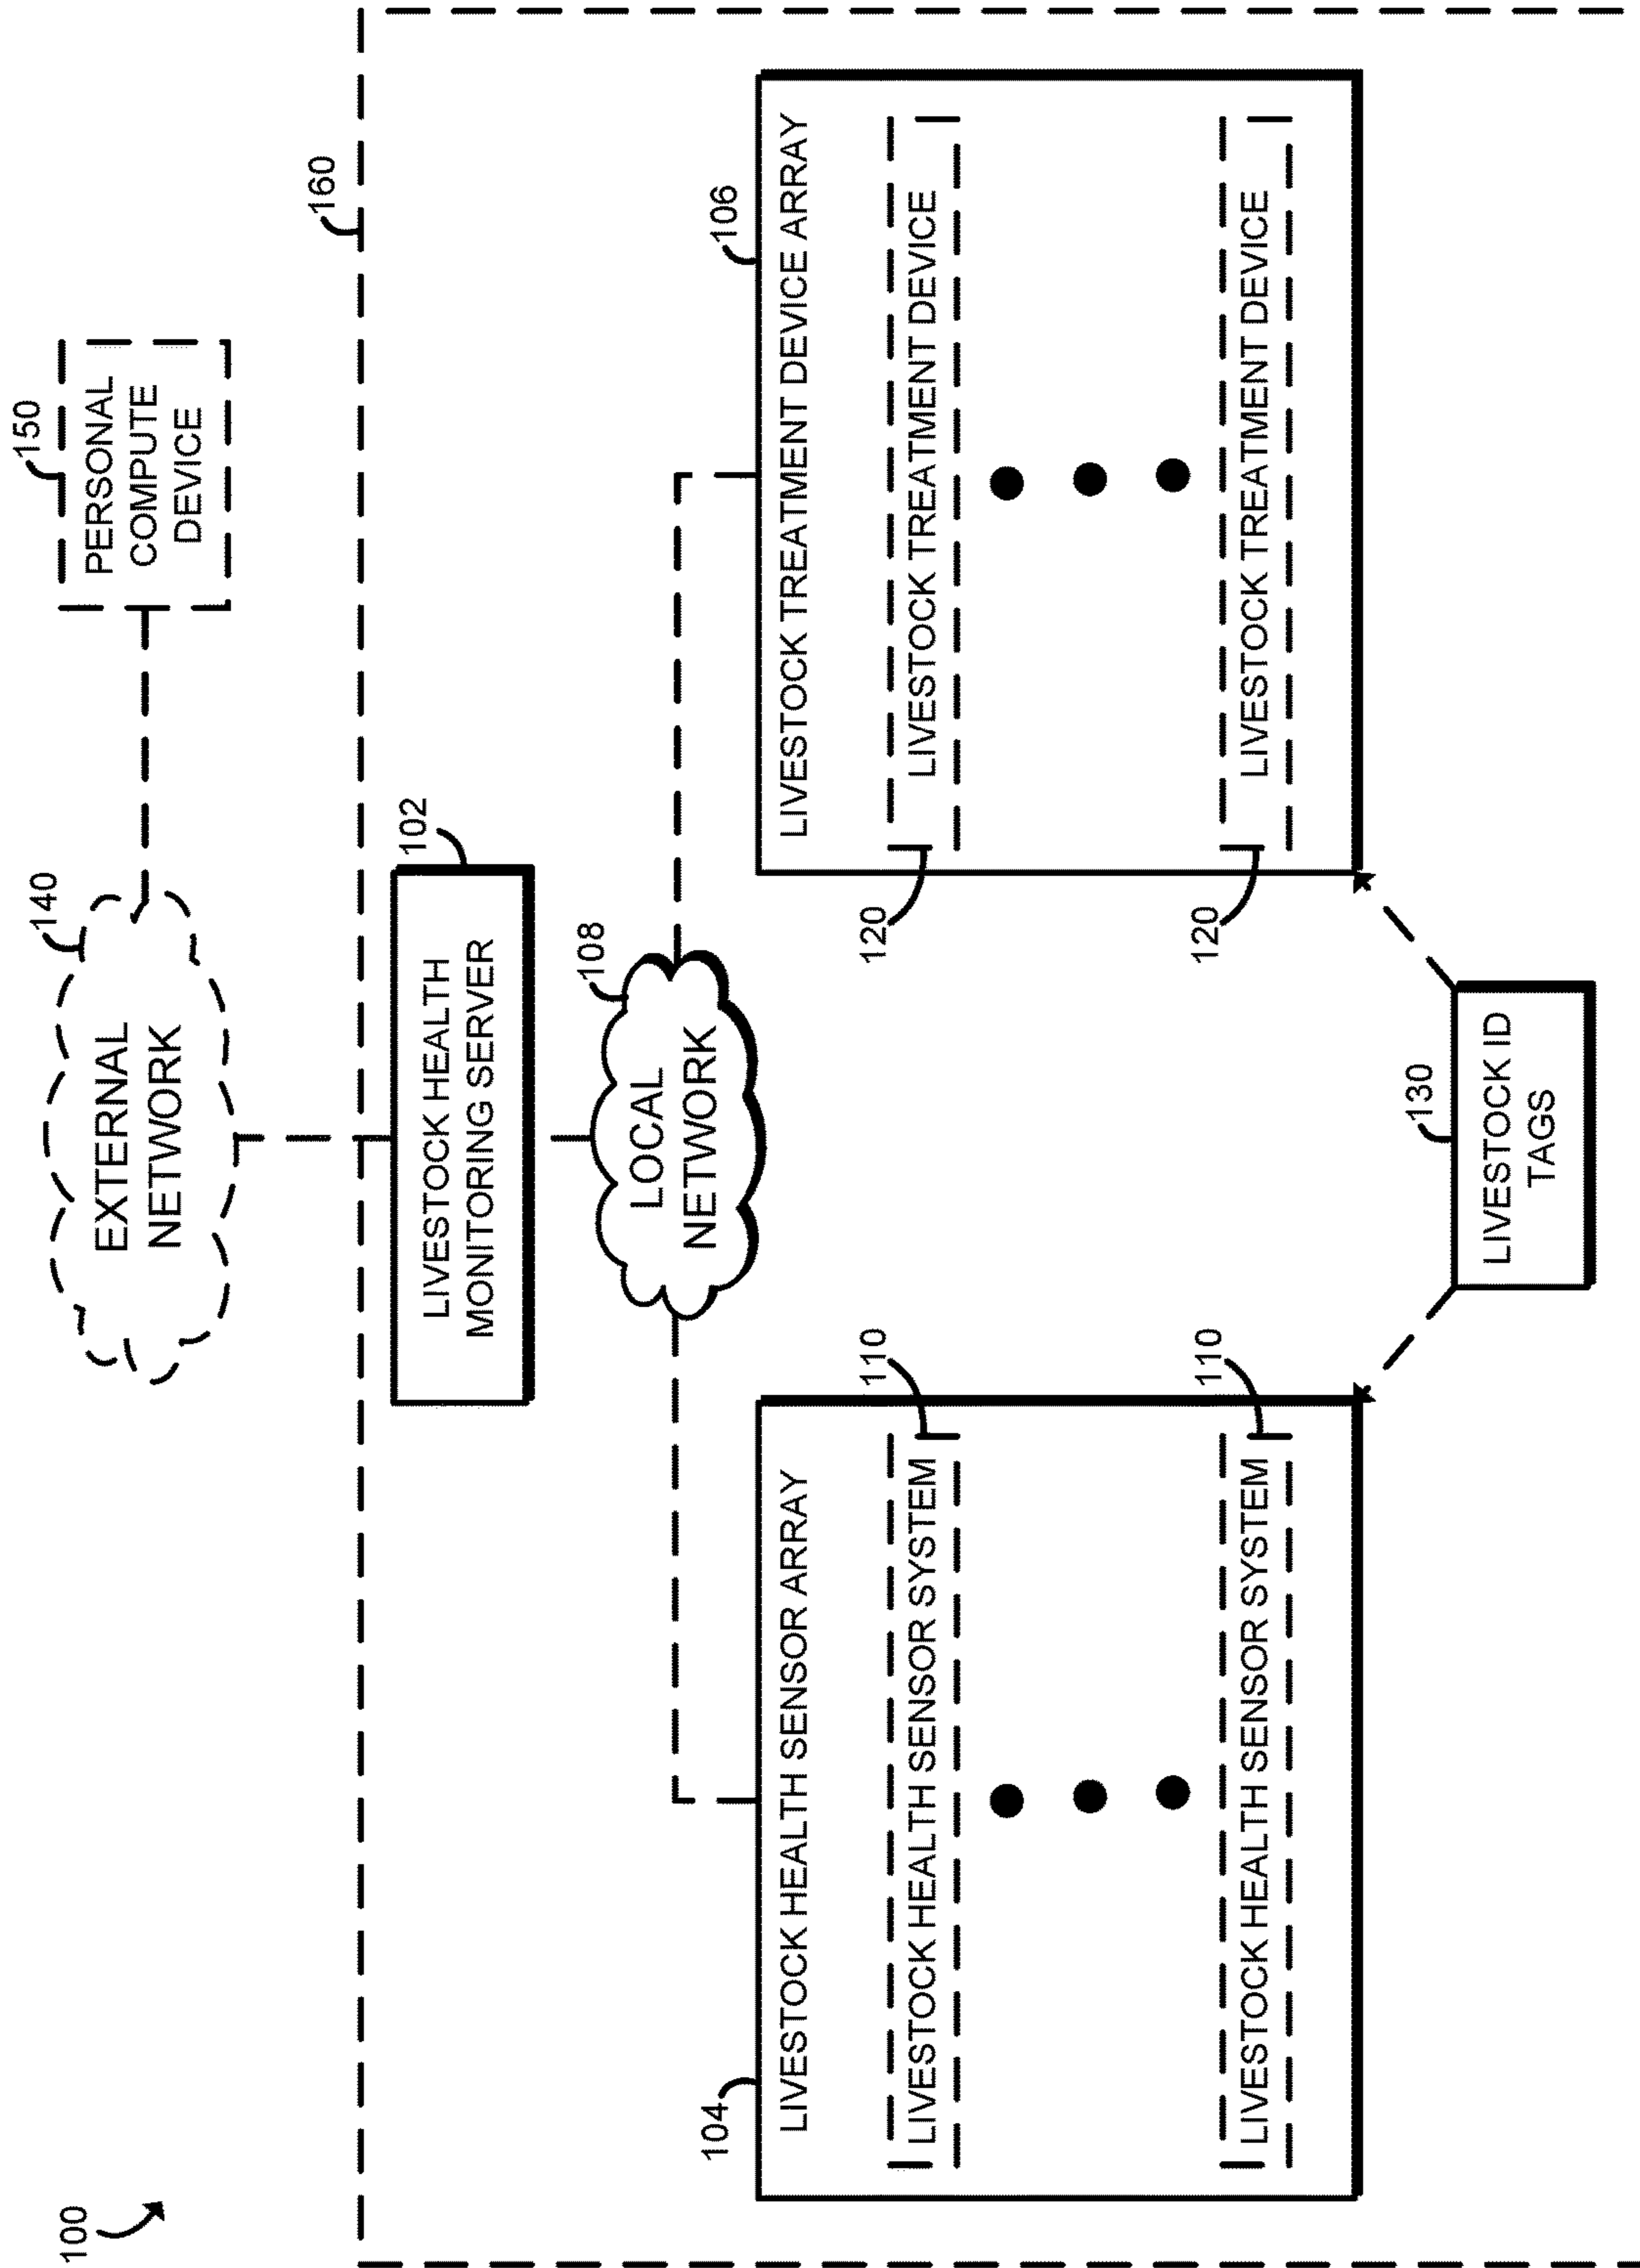 100
140
EXTERNAL
NETWORK
150
PERSONAL
COMPUTE
DEVICE
160
102
LIVESTOCK HEALTH
MONITORING SERVER
108
LOCAL
NETWORK
104
LIVESTOCK HEALTH SENSOR ARRAY
LIVESTOCK HEALTH SENSOR SYSTEM
110
LIVESTOCK HEALTH SENSOR SYSTEM
110
106
LIVESTOCK TREATMENT DEVICE ARRAY
120
LIVESTOCK TREATMENT DEVICE
120
LIVESTOCK TREATMENT DEVICE
130
LIVESTOCK ID
TAGS